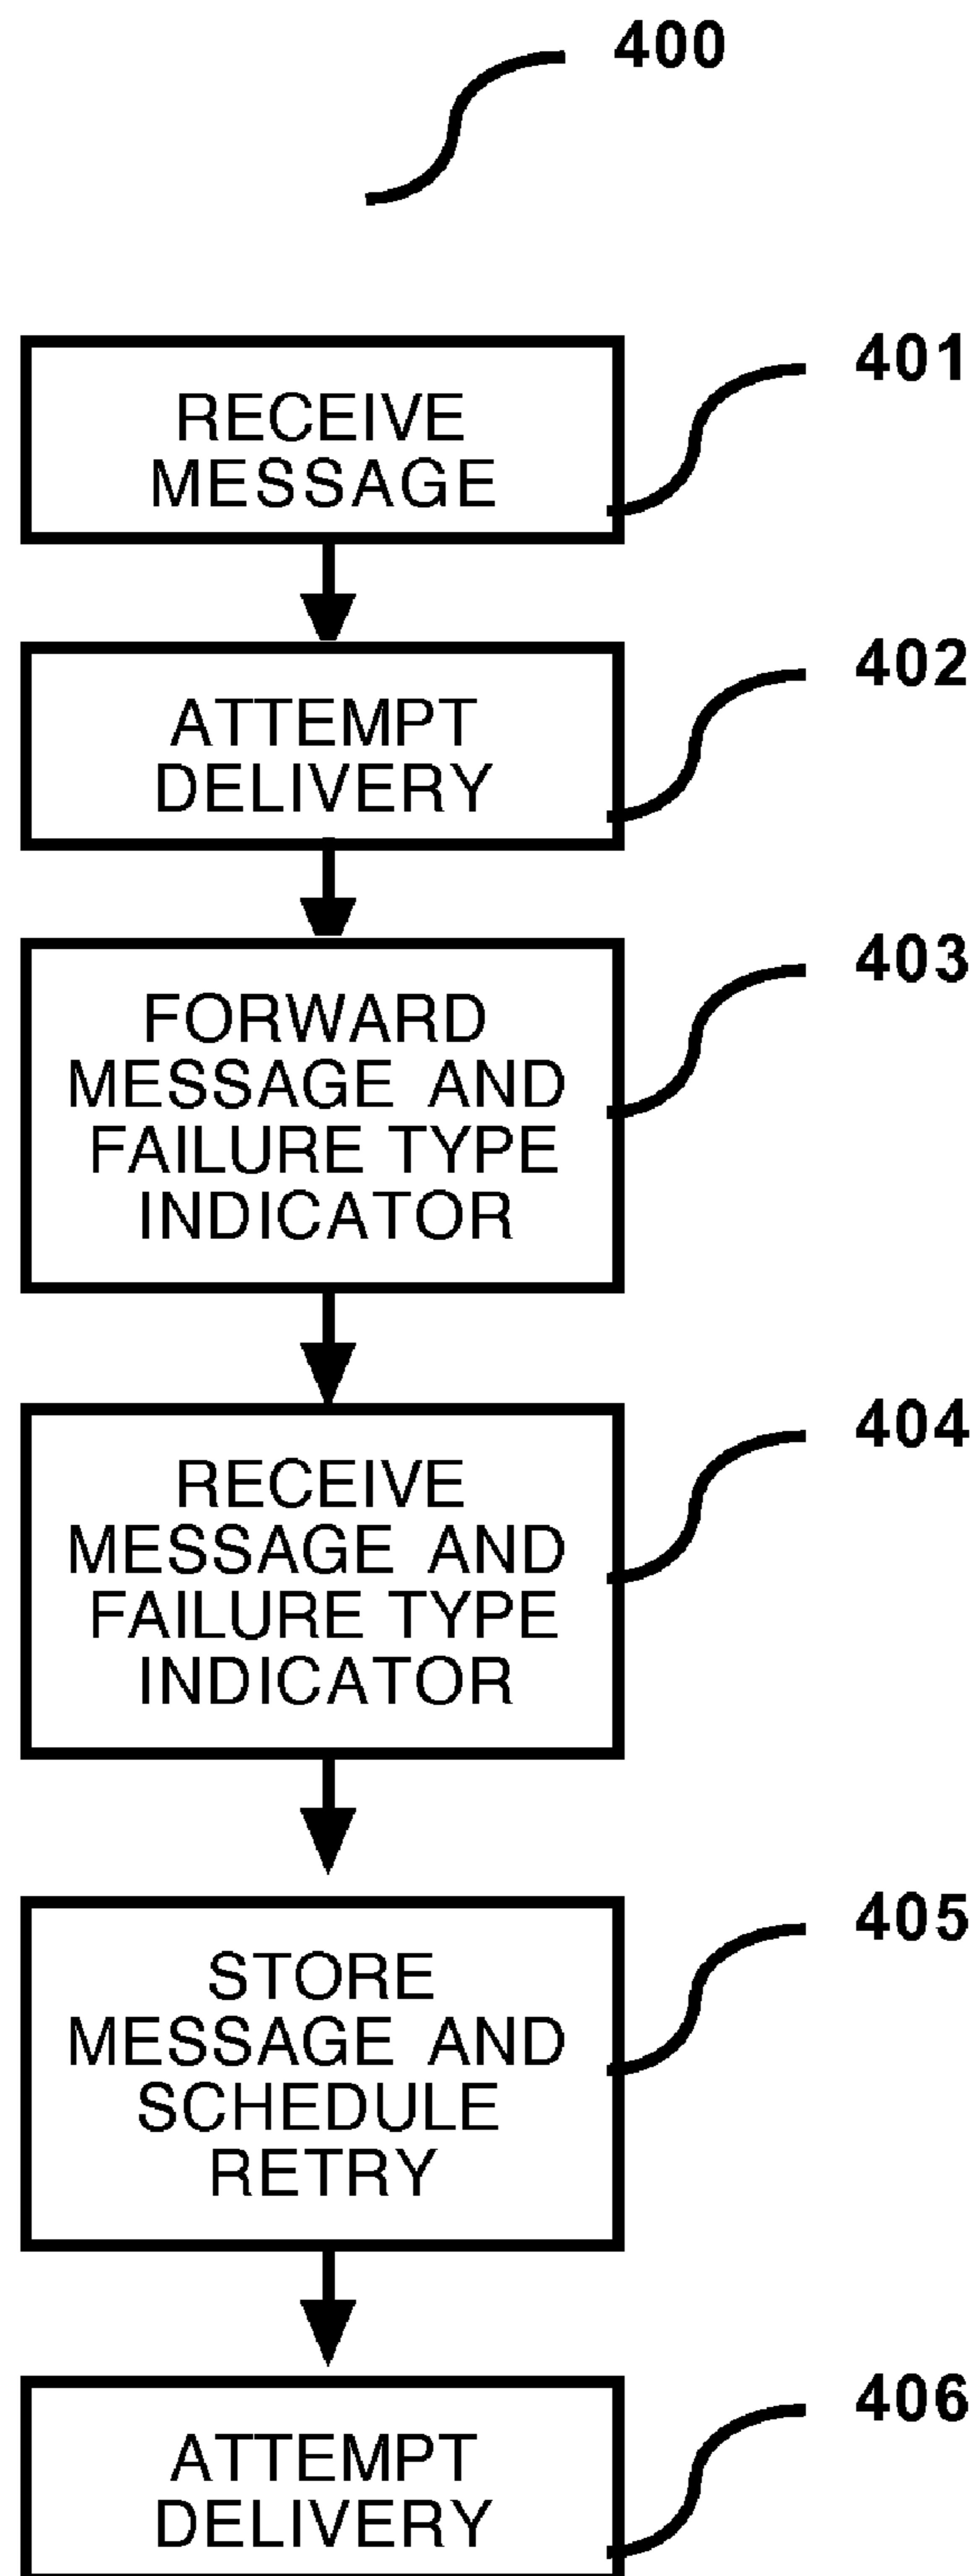 400
401
RECEIVE
MESSAGE
402
ATTEMPT
DELIVERY
403
FORWARD
MESSAGE AND
FAILURE TYPE
INDICATOR
404
RECEIVE
MESSAGE AND
FAILURE TYPE
INDICATOR
405
STORE
MESSAGE AND
SCHEDULE
RETRY
406
ATTEMPT
DELIVERY